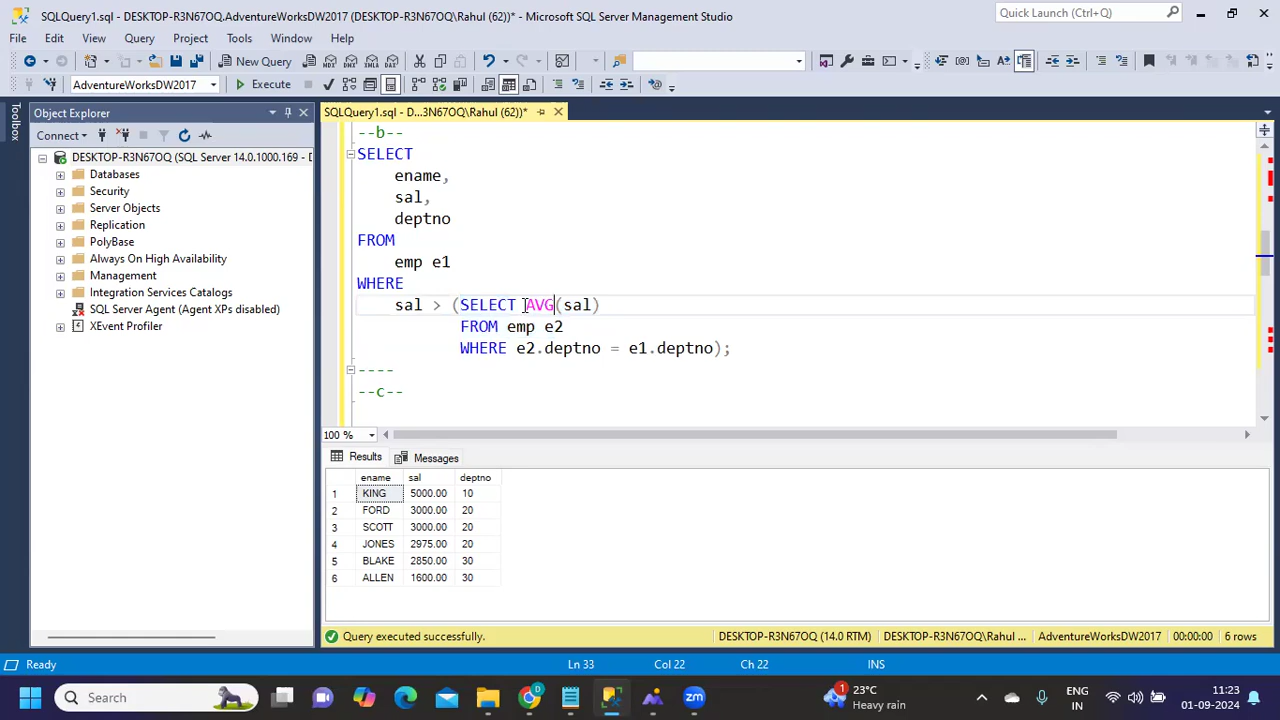 SQLQuery1.sql - DESKTOP-R3N67OQ.AdventureWorksDW2017 (DESKTOP-R3N67OQ\Rahul (62))* - Microsoft SQL Server Management Studio
Quick Launch (Ctrl+Q)
File Edit View Query Project Tools Window Help
New Query
AdventureWorksDW2017 Execute
Toolbox
Object Explorer
SQLQuery1.sql - D...3N67OQ\Rahul (62))*
Connect
DESKTOP-R3N67OQ (SQL Server 14.0.1000.169 - D
Databases
Security
Server Objects
Replication
PolyBase
Always On High Availability
Management
Integration Services Catalogs
SQL Server Agent (Agent XPs disabled)
XEvent Profiler
--b--
SELECT
ename,
sal,
deptno
FROM
emp e1
WHERE
sal > (SELECT AVG(sal)
FROM emp e2
WHERE e2.deptno = e1.deptno);
----
--c--
100 %
Results Messages
ename sal deptno
1 KING 5000.00 10
2 FORD 3000.00 20
3 SCOTT 3000.00 20
4 JONES 2975.00 20
5 BLAKE 2850.00 30
6 ALLEN 1600.00 30
Query executed successfully. DESKTOP-R3N67OQ (14.0 RTM) DESKTOP-R3N67OQ\Rahul ... AdventureWorksDW2017 00:00:00 6 rows
Ready Ln 33 Col 22 Ch 22 INS
Search
1
23°C
Heavy rain
ENG
IN
11:23
01-09-2024